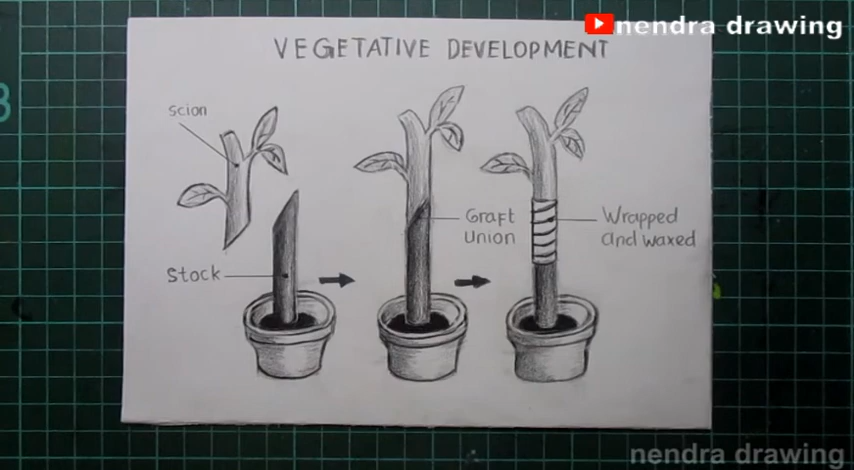 nendra drawing
VEGETATIVE DEVELOPMENT
scion
Stock
Graft
Union
Wrapped
and waxed
nendra drawing